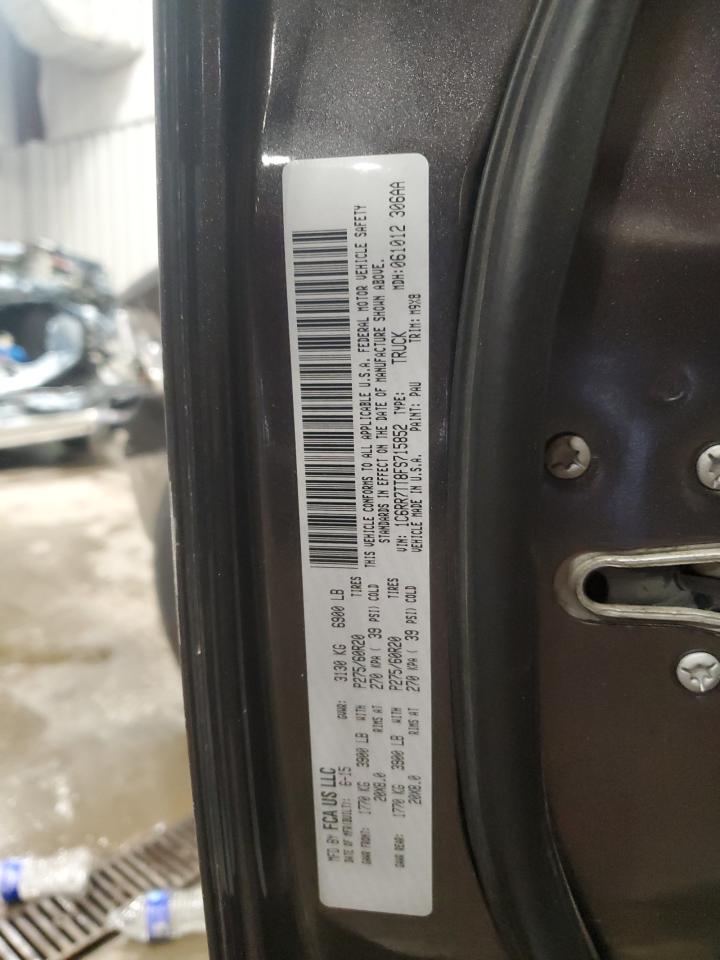 MFD BY FCA US LLC
DATE OF MFR(BUILT): 6-15 GVWR: 3130 KG 6900 LB
GAWR FRONT: 1770 KG 3900 LB WITH P275/60R20 TIRES
20X8.0 RIMS AT 270 KPA ( 39 PSI) COLD
GAWR REAR: 1770 KG 3900 LB WITH P275/60R20 TIRES
20X8.0 RIMS AT 270 KPA ( 39 PSI) COLD
THIS VEHICLE CONFORMS TO ALL APPLICABLE U.S.A. FEDERAL MOTOR VEHICLE SAFETY
STANDARDS IN EFFECT ON THE DATE OF MANUFACTURE SHOWN ABOVE.
VIN: 1C6RR7TT8FS715852 TYPE: TRUCK MDH:061012 306AA
VEHICLE MADE IN U.S.A. PAINT: PAU TRIM: M9X8